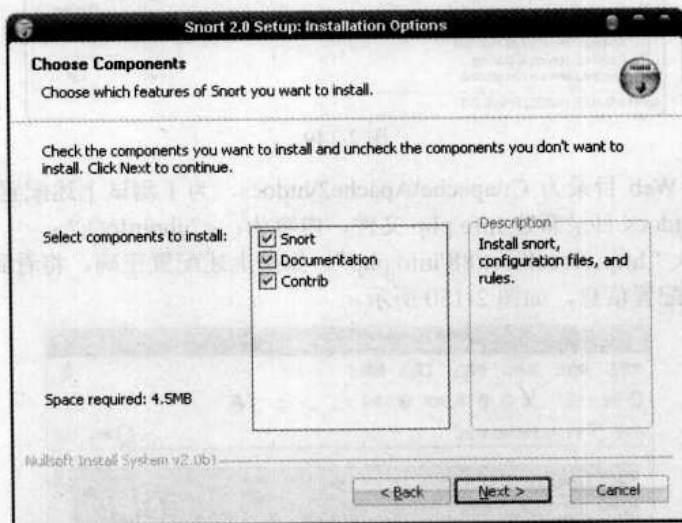 Snort 2.0 Setup: Installation Options
Choose Components
Choose which features of Snort you want to install.
Check the components you want to install and uncheck the components you don't want to
install. Click Next to continue.
Select components to install:
Snort
Documentation
Contrib
Description
Install snort,
configuration files, and
rules.
Space required: 4.5MB
Nullsoft Install System v2.0b1
< Back
Next >
Cancel